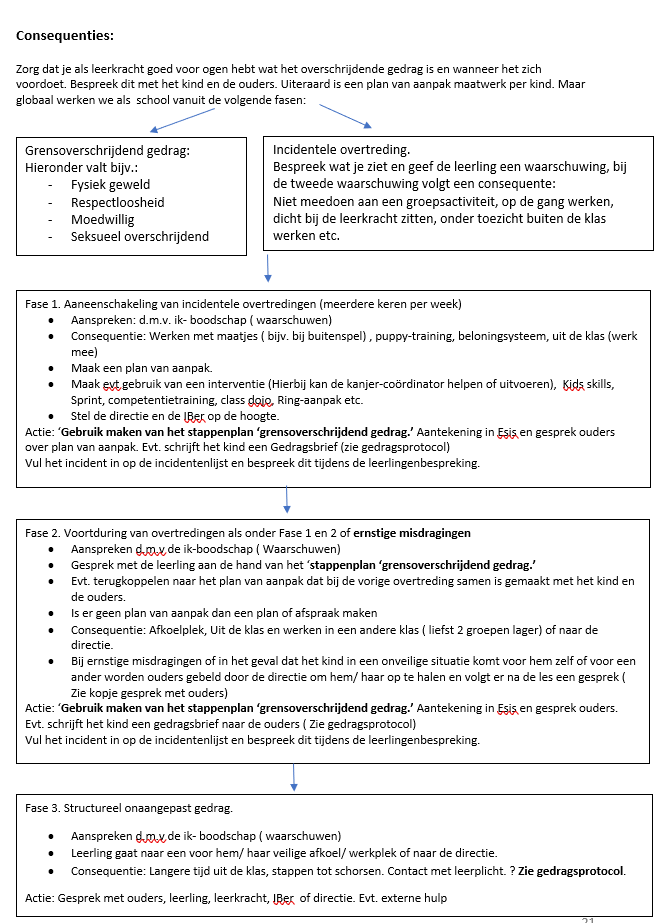 Consequenties:
Zorg dat je als leerkracht goed voor ogen hebt wat het overschrijdende gedrag is en wanneer het zich
voordoet. Bespreek dit met het kind en de ouders. Uiteraard is een plan van aanpak maatwerk per kind. Maar
globaal werken we als school vanuit de volgende fasen:
Grensoverschrijdend gedrag:
Hieronder valt bijv.:
- Fysiek geweld
- Respectloosheid
- Moedwillig
- Seksueel overschrijdend
Incidentele overtreding.
Bespreek wat je ziet en geef de leerling een waarschuwing, bij
de tweede waarschuwing volgt een consequente:
Niet meedoen aan een groepsactiviteit, op de gang werken,
dicht bij de leerkracht zitten, onder toezicht buiten de klas
werken etc.
Fase 1. Aaneenschakeling van incidentele overtredingen (meerdere keren per week)
• Aanspreken: d.m.v. ik- boodschap ( waarschuwen)
• Consequentie: Werken met maatjes ( bijv. bij buitenspel) , puppy-training, beloningsysteem, uit de klas (werk
mee)
• Maak een plan van aanpak.
• Maak evt gebruik van een interventie (Hierbij kan de kanjer-coördinator helpen of uitvoeren), Kids skills,
Sprint, competentietraining, class dojo, Ring-aanpak etc.
• Stel de directie en de IBer op de hoogte.
Actie: ‘Gebruik maken van het stappenplan ‘grensoverschrijdend gedrag.’ Aantekening in Esis en gesprek ouders
over plan van aanpak. Evt. schrijft het kind een Gedragsbrief (zie gedragsprotocol)
Vul het incident in op de incidentenlijst en bespreek dit tijdens de leerlingenbespreking.
Fase 2. Voortduring van overtredingen als onder Fase 1 en 2 of ernstige misdragingen
• Aanspreken d.m.v de ik-boodschap ( Waarschuwen)
• Gesprek met de leerling aan de hand van het ‘stappenplan ‘grensoverschrijdend gedrag.’
• Evt. terugkoppelen naar het plan van aanpak dat bij de vorige overtreding samen is gemaakt met het kind en
de ouders.
• Is er geen plan van aanpak dan een plan of afspraak maken
• Consequentie: Afkoelplek, Uit de klas en werken in een andere klas ( liefst 2 groepen lager) of naar de
directie.
• Bij ernstige misdragingen of in het geval dat het kind in een onveilige situatie komt voor hem zelf of voor een
ander worden ouders gebeld door de directie om hem/ haar op te halen en volgt er na de les een gesprek (
Zie kopje gesprek met ouders)
Actie: ‘Gebruik maken van het stappenplan ‘grensoverschrijdend gedrag.’ Aantekening in Esis en gesprek ouders.
Evt. schrijft het kind een gedragsbrief naar de ouders ( Zie gedragsprotocol)
Vul het incident in op de incidentenlijst en bespreek dit tijdens de leerlingenbespreking.
Fase 3. Structureel onaangepast gedrag.
• Aanspreken d.m.v de ik- boodschap ( waarschuwen)
• Leerling gaat naar een voor hem/ haar veilige afkoel/ werkplek of naar de directie.
• Consequentie: Langere tijd uit de klas, stappen tot schorsen. Contact met leerplicht. ? Zie gedragsprotocol.
Actie: Gesprek met ouders, leerling, leerkracht, IBer of directie. Evt. externe hulp